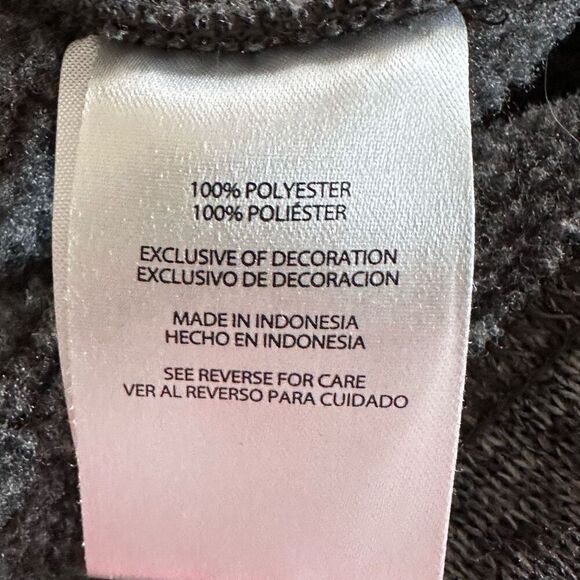 100% POLYESTER
100% POLIÉSTER
EXCLUSIVE OF DECORATION
EXCLUSIVO DE DECORACION
MADE IN INDONESIA
HECHO EN INDONESIA
SEE REVERSE FOR CARE
VER AL REVERSO PARA CUIDADO